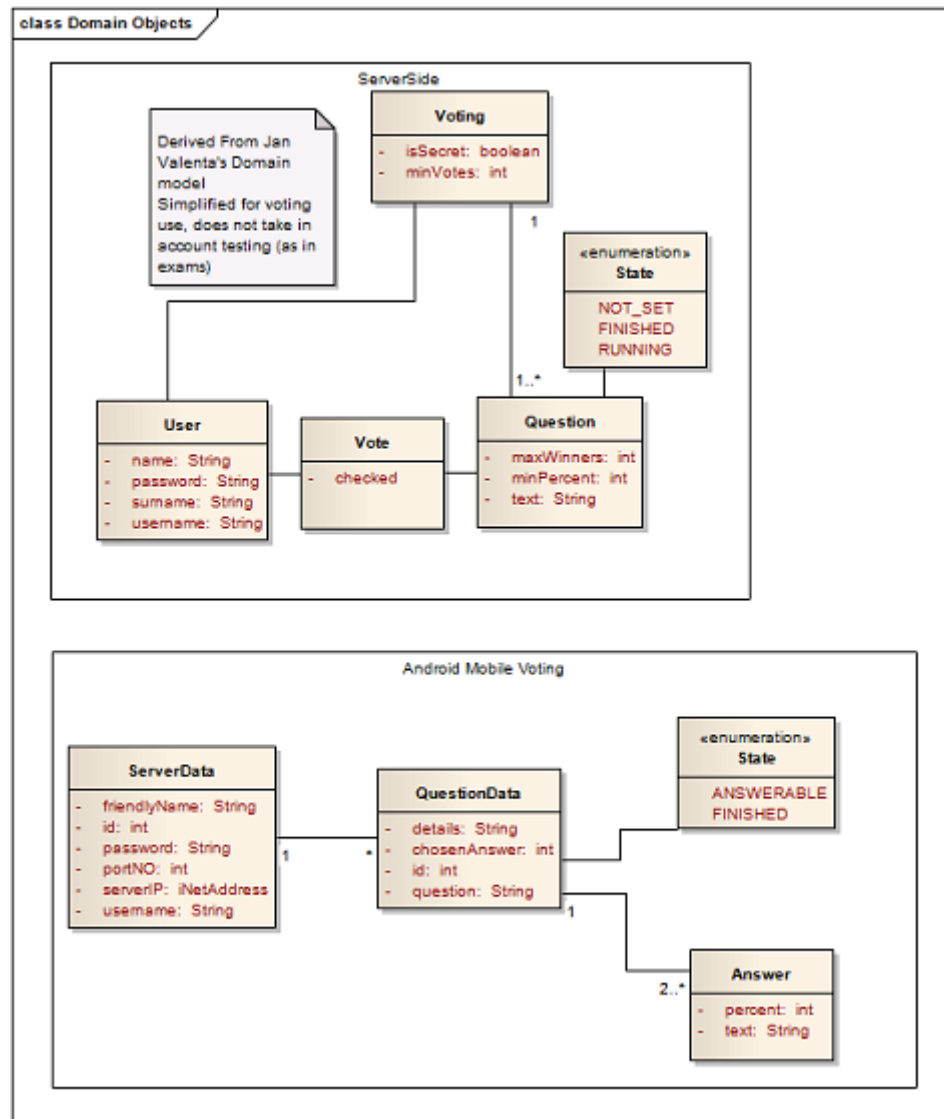 class Domain Objects
ServerSide
Derived From Jan
Valenta's Domain
model
Simplified for voting
use, does not take in
account testing (as in
exams)
Voting
- isSecret: boolean
- minVotes: int
1
«enumeration»
State
NOT_SET
FINISHED
RUNNING
1..*
User
- name: String
- password: String
- surname: String
- username: String
Vote
- checked
Question
- maxWinners: int
- minPercent: int
- text: String
Android Mobile Voting
ServerData
- friendlyName: String
- id: int
- password: String
- portNO: int
- serverIP: iNetAddress
- username: String
1
*
QuestionData
- details: String
- chosenAnswer: int
- id: int
- question: String
1
«enumeration»
State
ANSWERABLE
FINISHED
2..*
Answer
- percent: int
- text: String